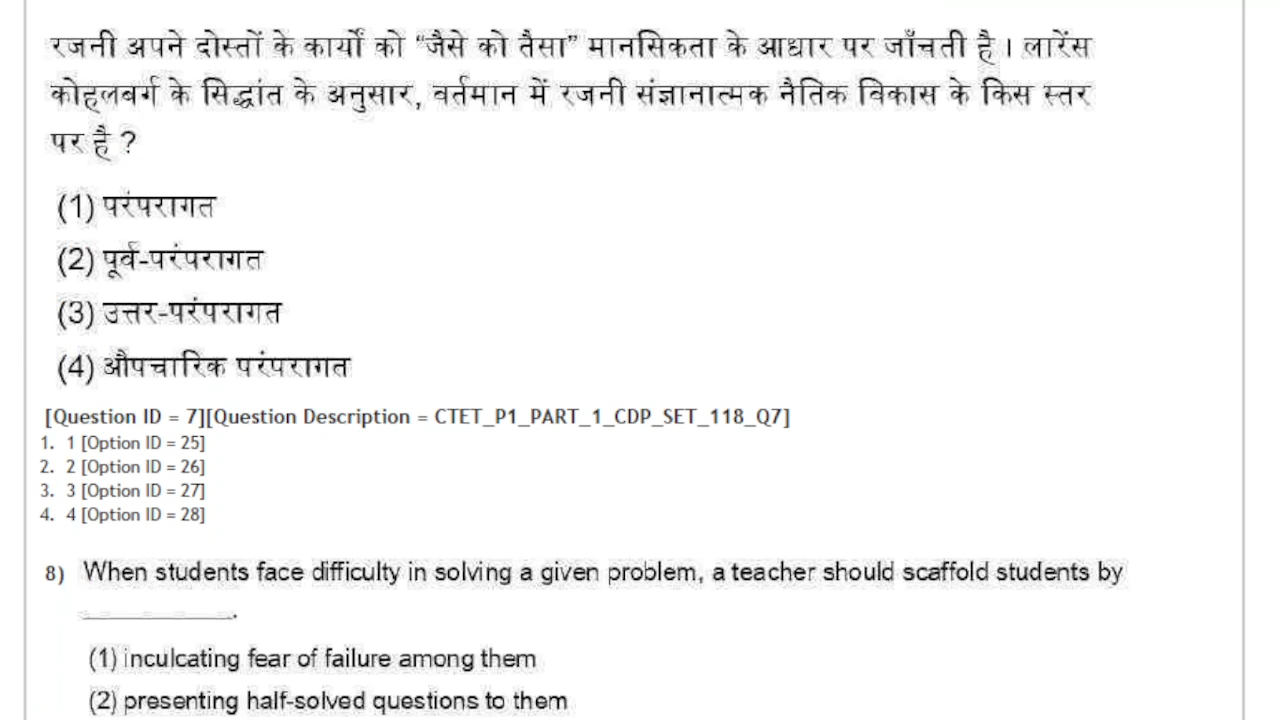 रजनी अपने दोस्तों के कार्यों को “जैसे को तैसा” मानसिकता के आधार पर जाँचती है । लारेंस
कोहलबर्ग के सिद्धांत के अनुसार, वर्तमान में रजनी संज्ञानात्मक नैतिक विकास के किस स्तर
पर है ?
(1) परंपरागत
(2) पूर्व-परंपरागत
(3) उत्तर-परंपरागत
(4) औपचारिक परंपरागत
[Question ID = 7][Question Description = CTET_P1_PART_1_CDP_SET_118_Q7]
1. 1 [Option ID = 25]
2. 2 [Option ID = 26]
3. 3 [Option ID = 27]
4. 4 [Option ID = 28]
8) When students face difficulty in solving a given problem, a teacher should scaffold students by
____________.
(1) inculcating fear of failure among them
(2) presenting half-solved questions to them